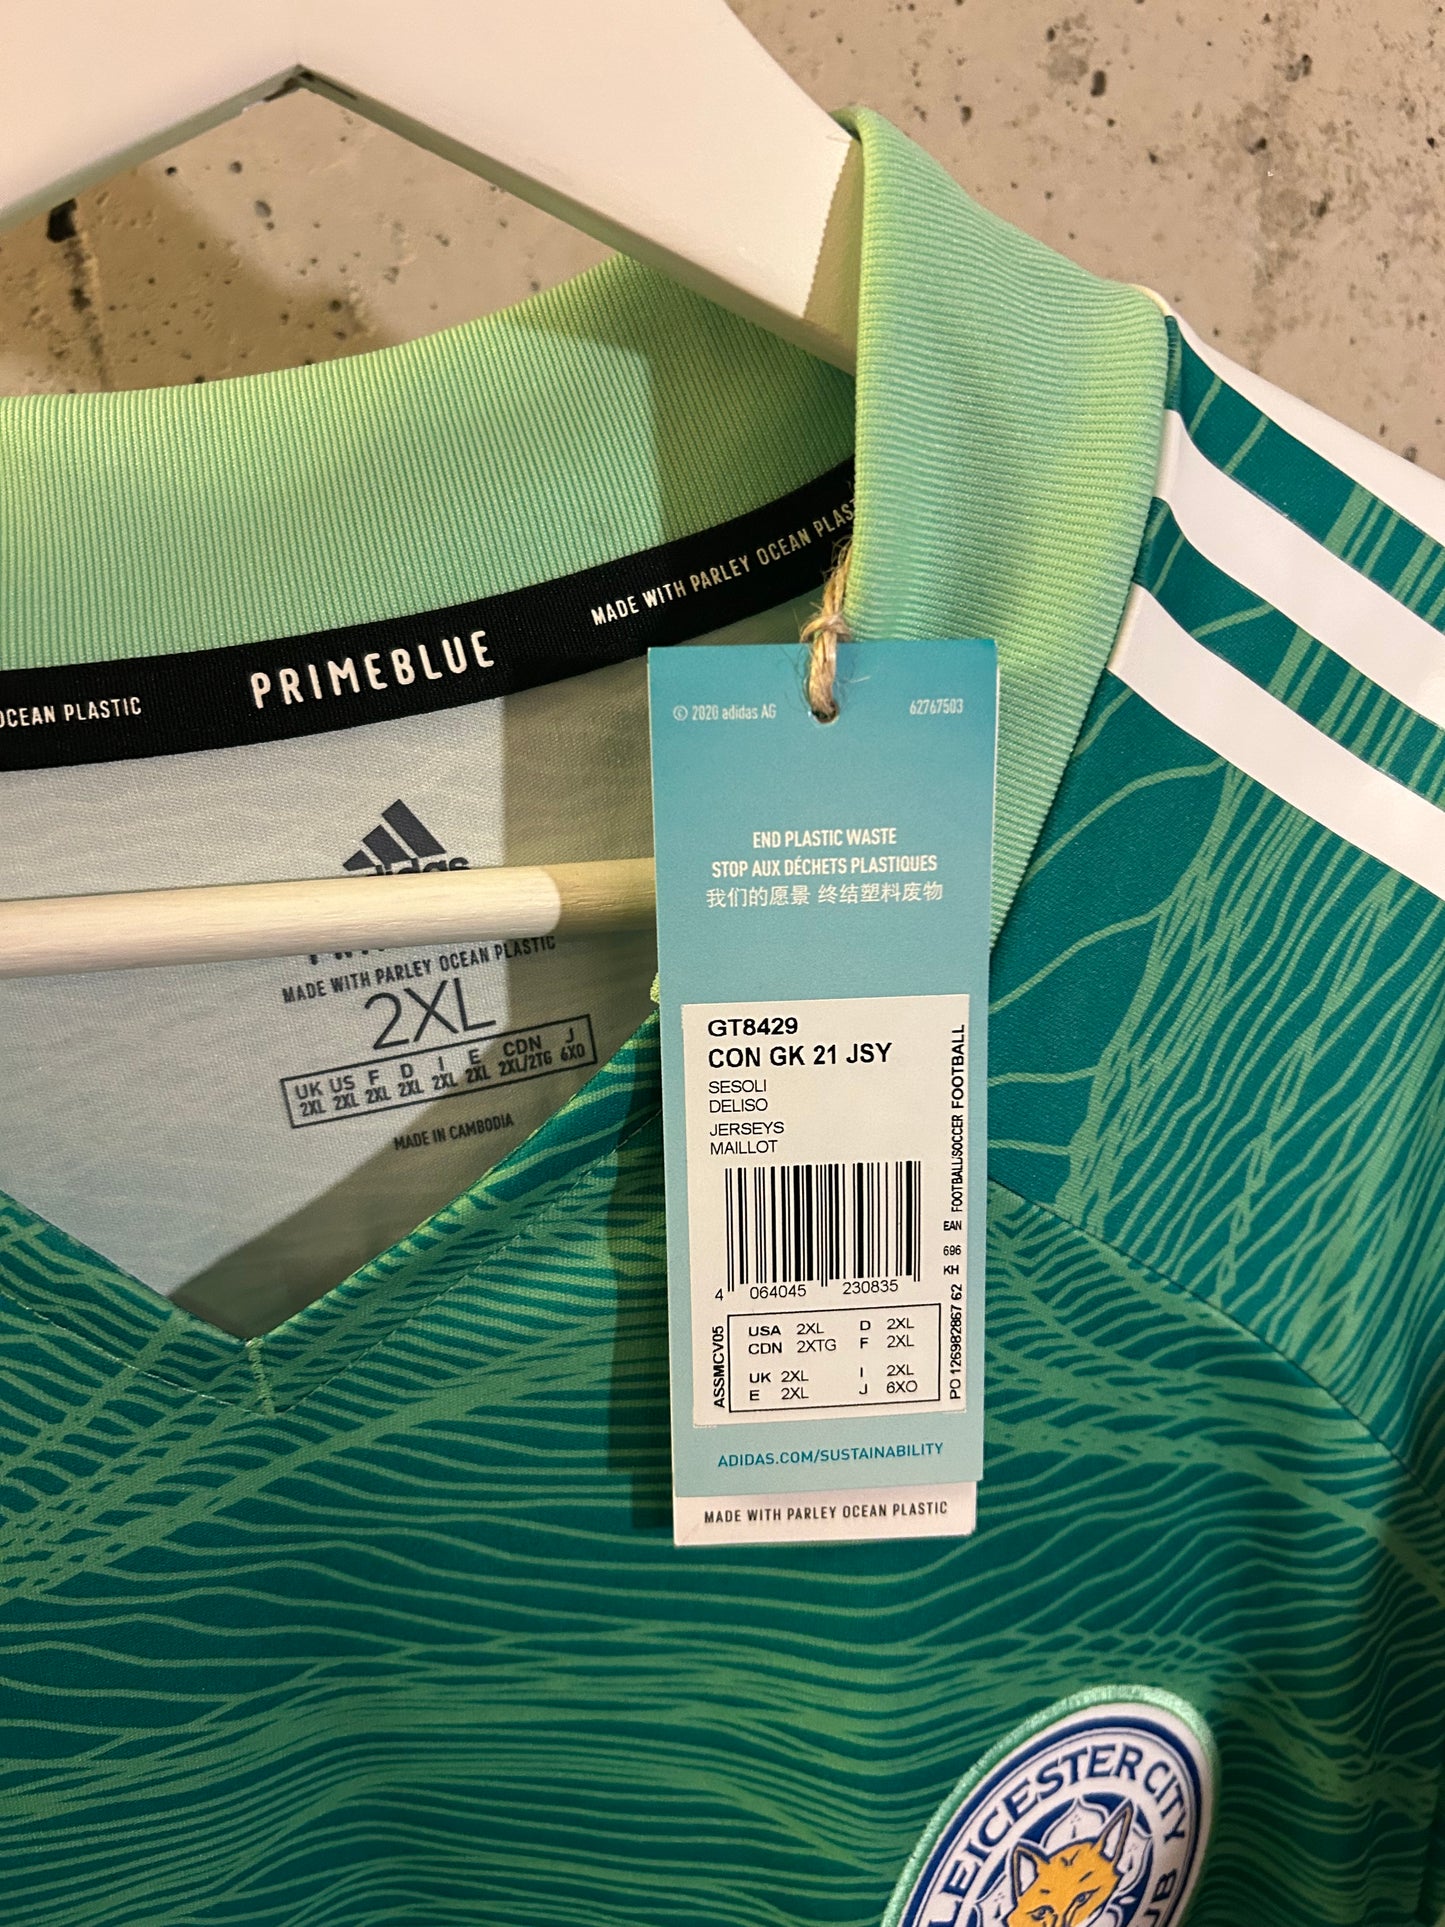 OCEAN PLASTIC
PRIMEBLUE
MADE WITH PARLEY OCEAN
adidas
MADE WITH PARLEY OCEAN PLASTIC
2XL
UK US F D I E CDN J
2XL 2XL 2XL 2XL 2XL 2XL 2XL/2TG 6XO
MADE IN CAMBODIA
© 2020 adidas AG
62767503
END PLASTIC WASTE
STOP AUX DÉCHETS PLASTIQUES
我们的愿景 终结塑料废物
GT8429
CON GK 21 JSY
SESOLI
DELISO
JERSEYS
MAILLOT
FOOTBALL/SOCCER FOOTBALL
EAN
696
KH
PO 126982867 62
4 064045 230835
ASSMCV05
USA 2XL D 2XL
CDN 2XTG F 2XL
UK 2XL I 2XL
E 2XL J 6XO
ADIDAS.COM/SUSTAINABILITY
MADE WITH PARLEY OCEAN PLASTIC
LEICESTER CITY